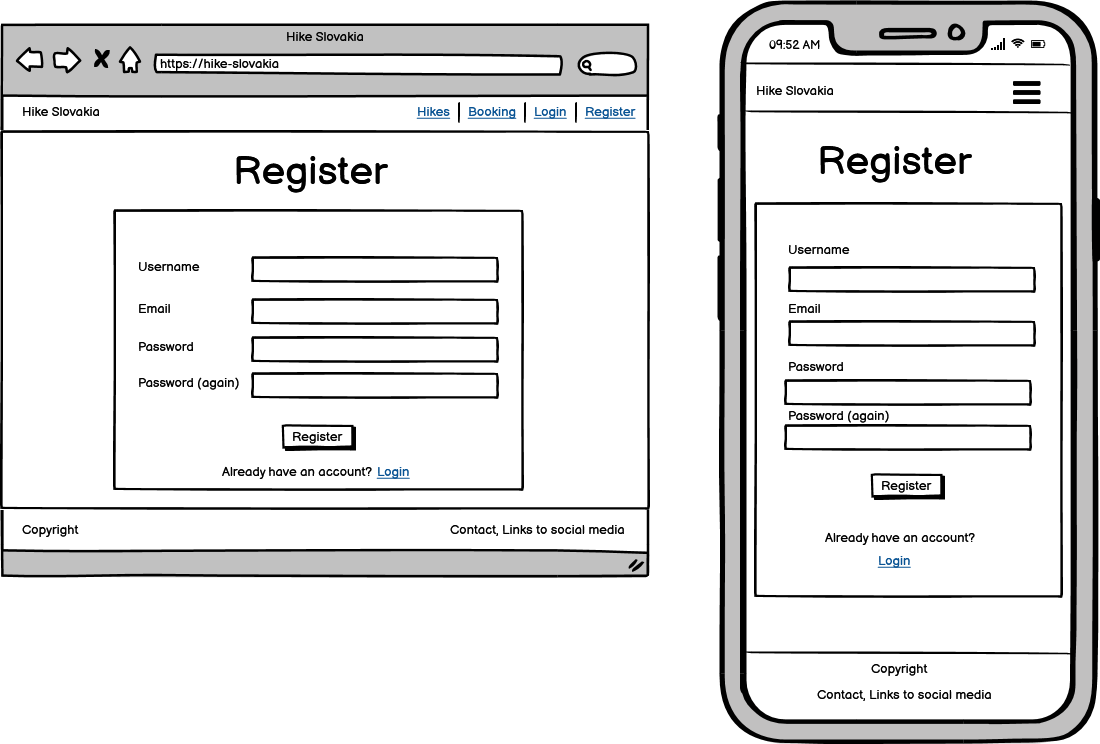 Hike Slovakia
https://hike-slovakia
Hike Slovakia
Hikes
Booking
Login
Register
Register
Username
Email
Password
Password (again)
Register
Already have an account? Login
Copyright
Contact, Links to social media
09:52 AM
Hike Slovakia
Register
Username
Email
Password
Password (again)
Register
Already have an account?
Login
Copyright
Contact, Links to social media